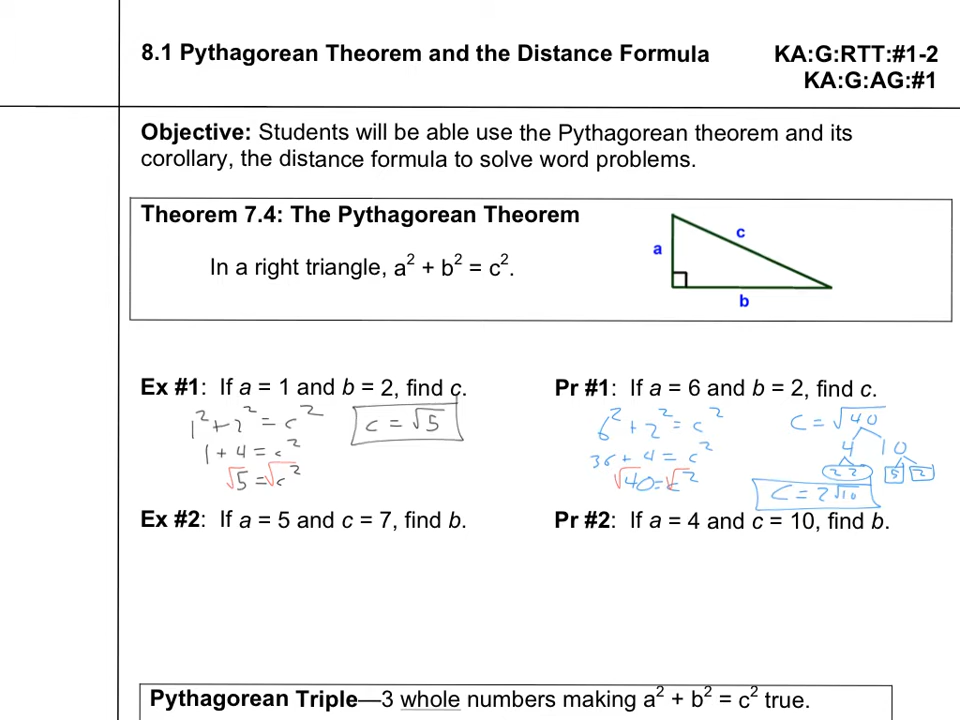 8.1 Pythagorean Theorem and the Distance Formula KA:G:RTT:#1-2
KA:G:AG:#1
Objective: Students will be able use the Pythagorean theorem and its
corollary, the distance formula to solve word problems.
Theorem 7.4: The Pythagorean Theorem
In a right triangle, a² + b² = c².
a
c
b
Ex #1: If a = 1 and b = 2, find c.
1² + 2² = c²
1 + 4 = c²
√5 = √c²
c = √5
Pr #1: If a = 6 and b = 2, find c.
6² + 2² = c²
36 + 4 = c²
√40 = √c²
c = √40
4 10
2 2 5 2
c = 2√10
Ex #2: If a = 5 and c = 7, find b.
Pr #2: If a = 4 and c = 10, find b.
Pythagorean Triple—3 whole numbers making a² + b² = c² true.